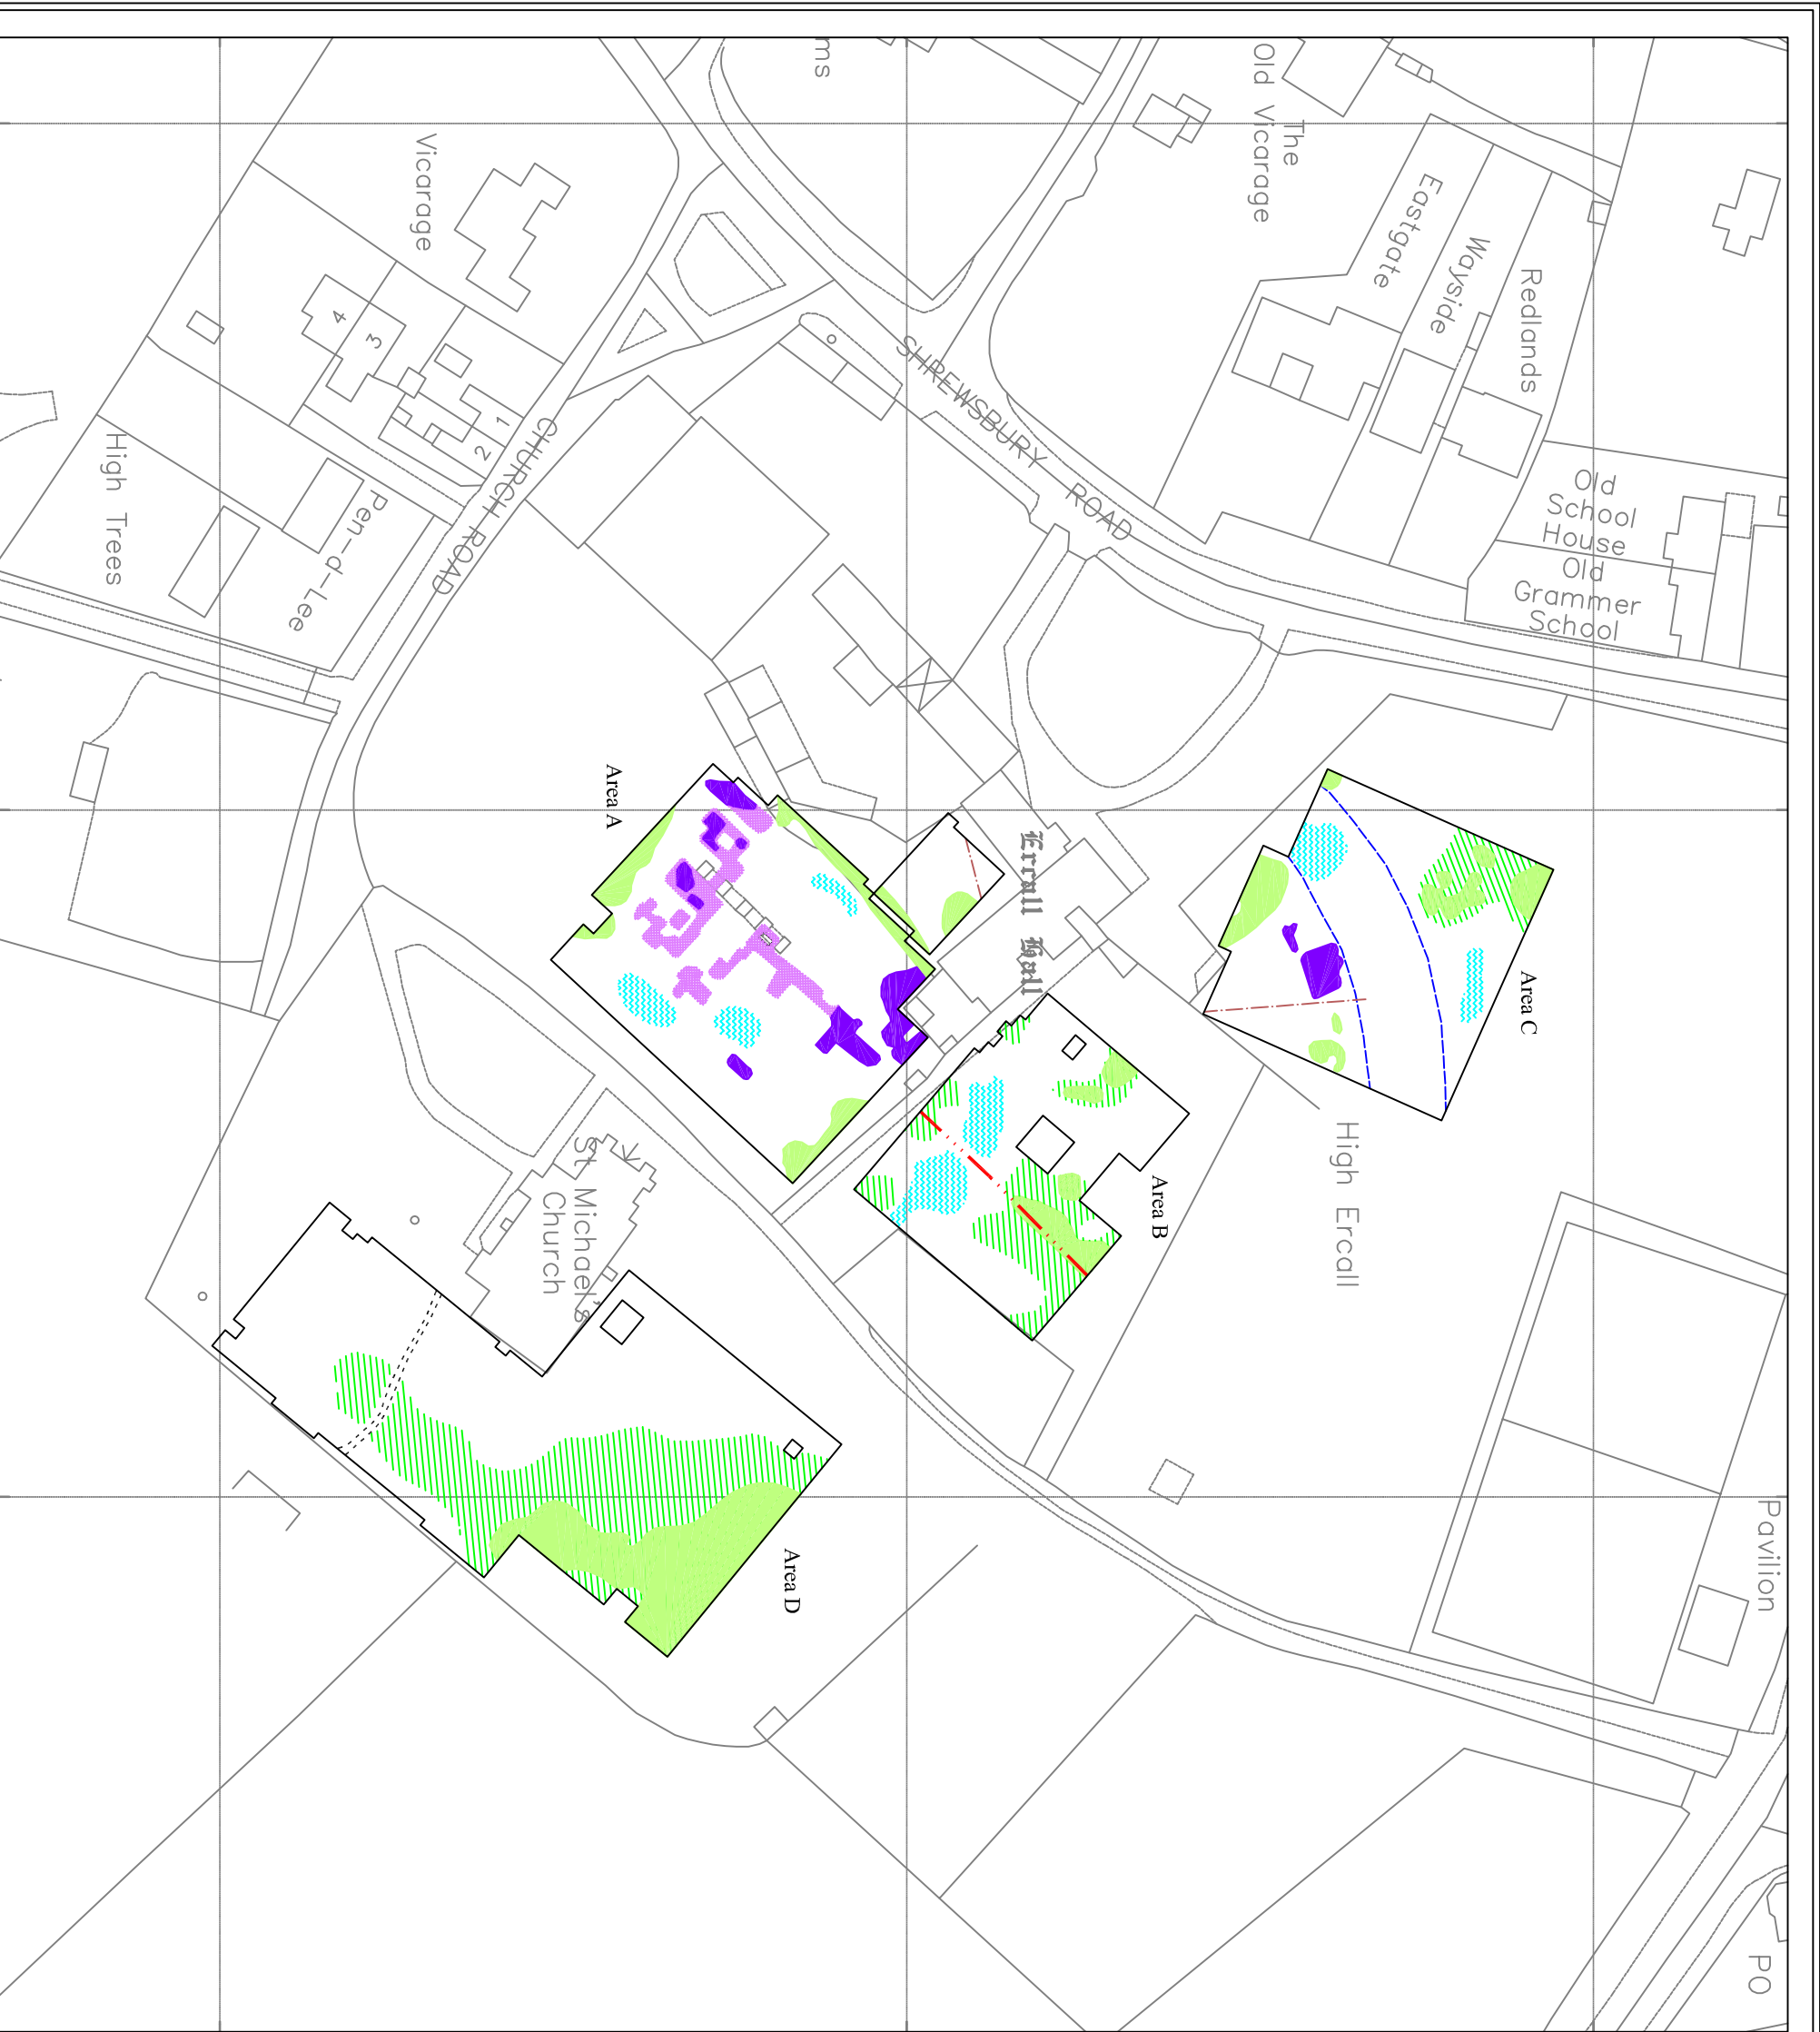 ms
The
Old Vicarage
Eastgate
Wayside
Redlands
Old
School
House
Old
Grammer
School
Vicarage
4
3
1
2
High Trees
Pen-d-Lee
CHURCH ROAD
SHREWSBURY
ROAD
Area A
Errall Hall
Area C
Area B
High Ercall
St Michael's
Church
Area D
Pavilion
PO